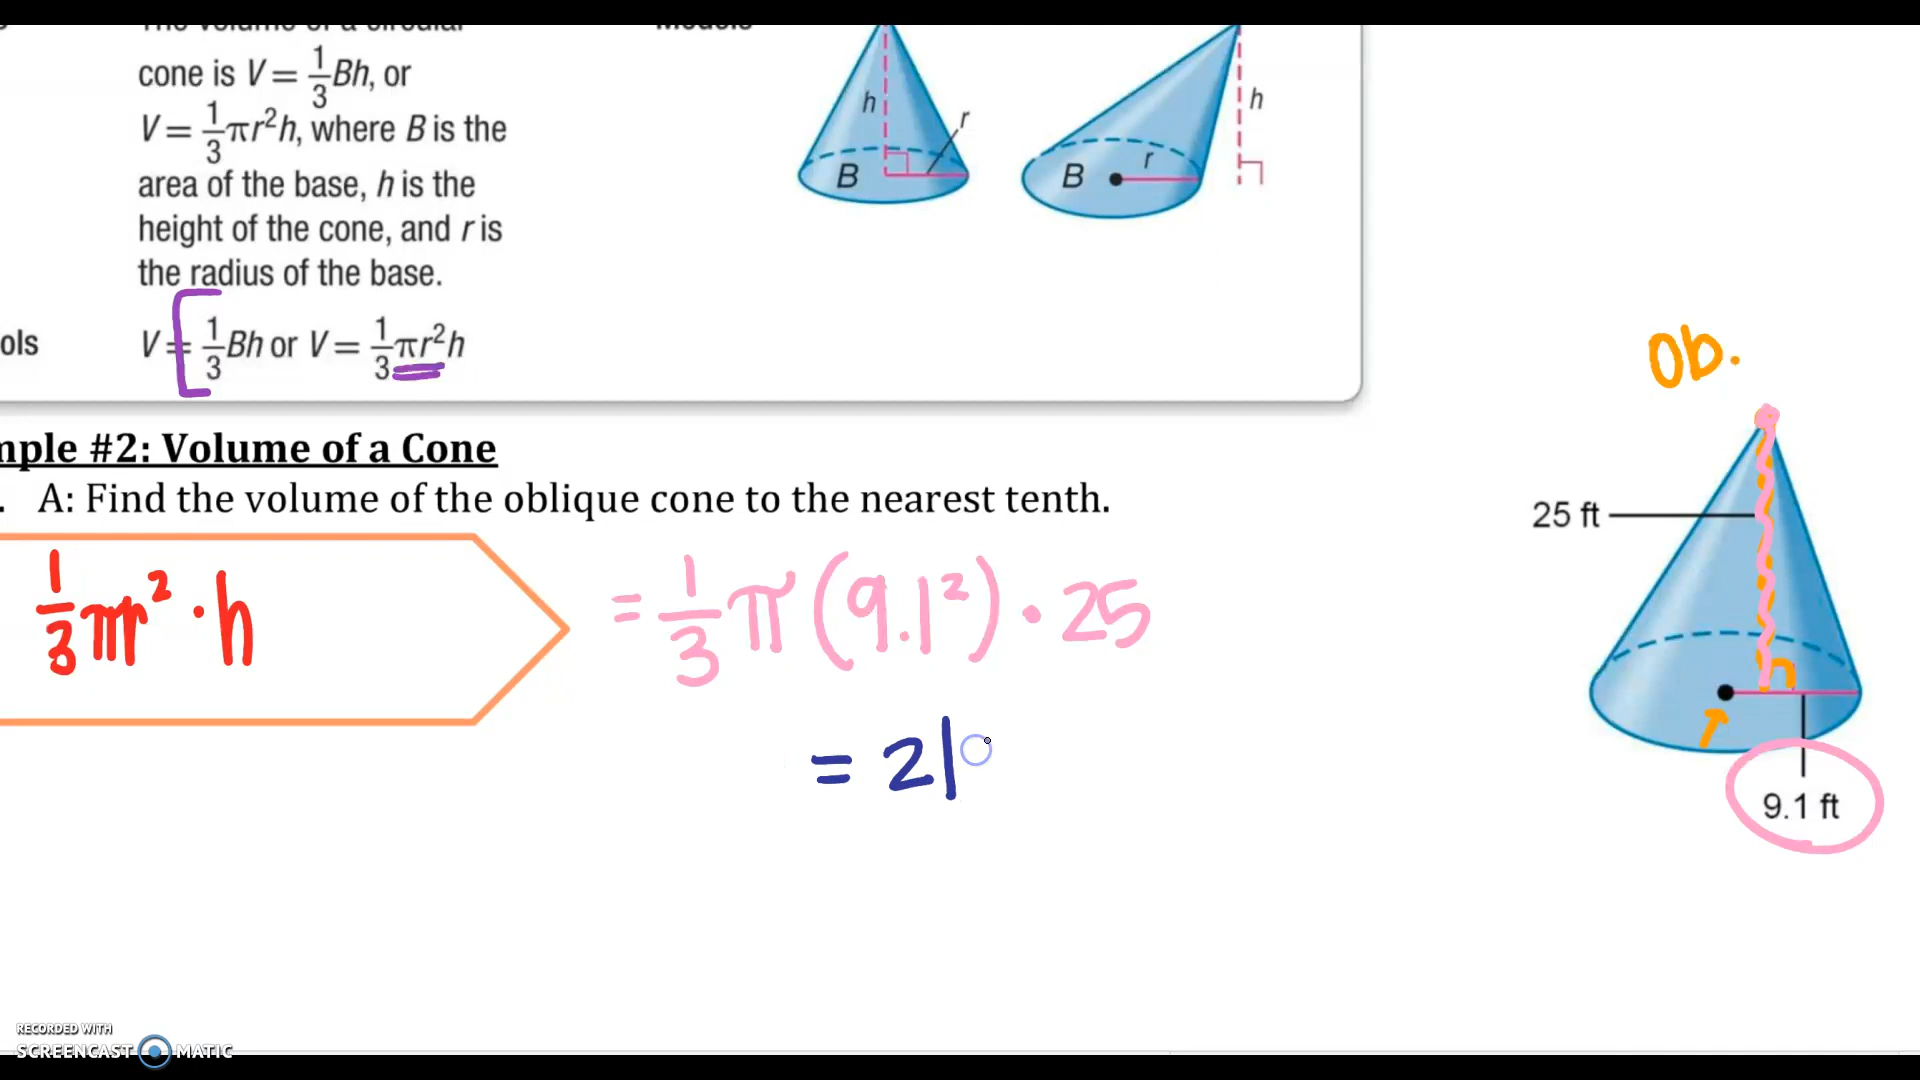 cone is V = 1/3 Bh, or
V = 1/3 πr²h, where B is the
area of the base, h is the
height of the cone, and r is
the radius of the base.
ols V = 1/3 Bh or V = 1/3 πr²h
Models
h
r
B
h
r
B
mple #2: Volume of a Cone
. A: Find the volume of the oblique cone to the nearest tenth.
1/3 πr² · h
= 1/3 π (9.1²) · 25
= 21
Ob.
25 ft
9.1 ft
RECORDED WITH
SCREENCAST MATIC